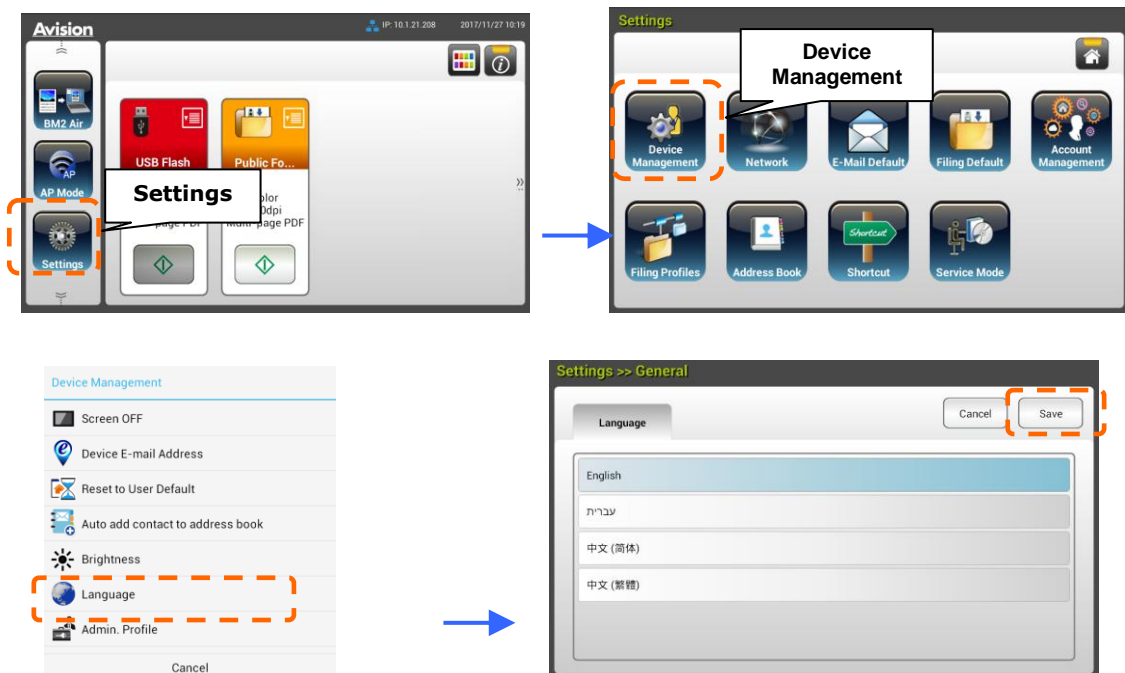 Avision
IP: 10.1.21.208
2017/11/27 10:19
BM2 Air
AP
AP Mode
Settings
USB Flash
Public Fo...
Settings
Multi-page PDF
Settings
Device
Management
Device
Management
Network
E-Mail Default
Filing Default
Account
Management
Filing Profiles
Address Book
Shortcut
Shortcut
Service Mode
Device Management
Screen OFF
Device E-mail Address
Reset to User Default
Auto add contact to address book
Brightness
Language
Admin. Profile
Cancel
Settings >> General
Language
Cancel
Save
English
עברית
中文 (简体)
中文 (繁體)